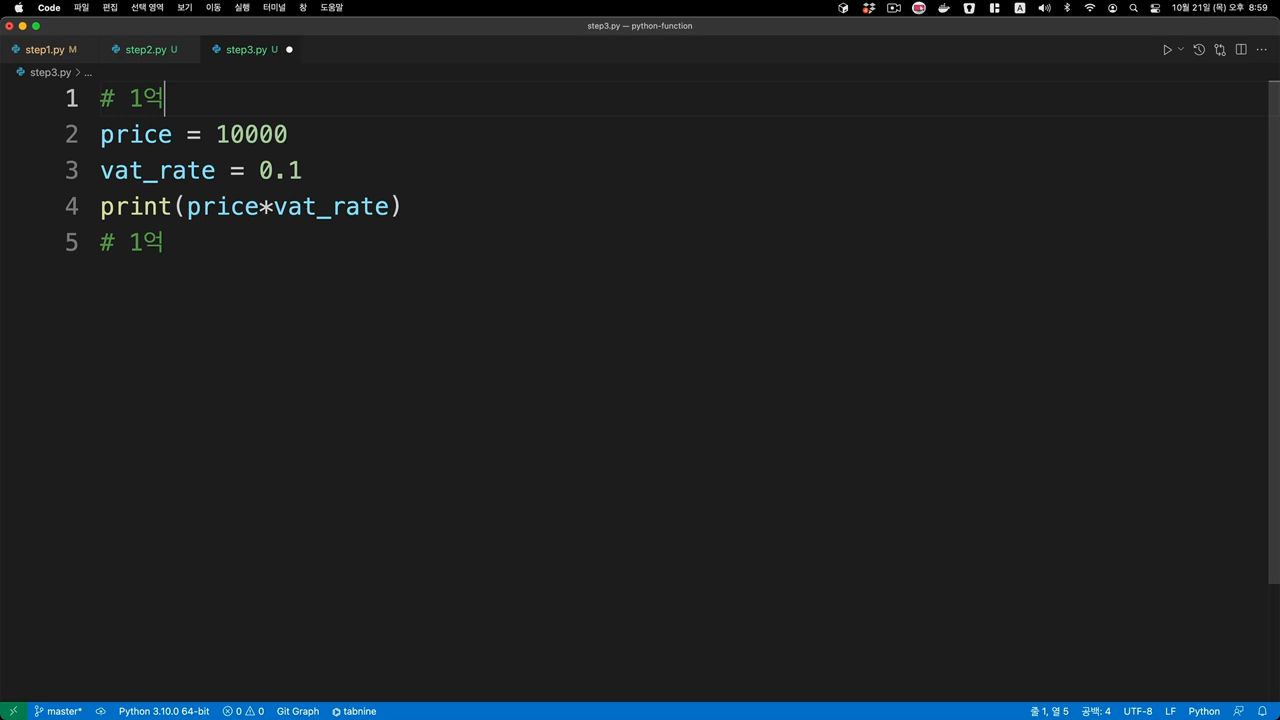 Code 파일 편집 선택 영역 보기 이동 실행 터미널 창 도움말 A 10월 21일 (목) 오후 8:59
step3.py — python-function
step1.py M step2.py U step3.py U
step3.py > ...
1 # 1억
2 price = 10000
3 vat_rate = 0.1
4 print(price*vat_rate)
5 # 1억
master* Python 3.10.0 64-bit 0 0 Git Graph tabnine 줄 1, 열 5 공백: 4 UTF-8 LF Python